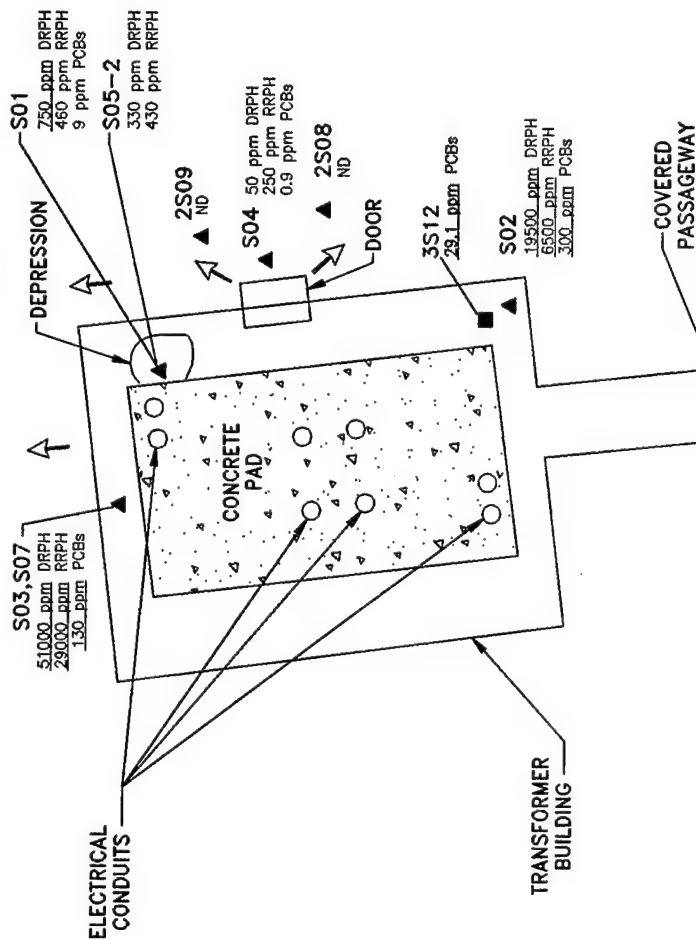 S01
750 ppm DRPH
460 ppm RRPH
9 ppm PCBs
S05-2
330 ppm DRPH
430 ppm RRPH
DEPRESSION
2S09
ND
S04
50 ppm DRPH
250 ppm RRPH
0.9 ppm PCBs
2S08
ND
DOOR
3S12
29.1 ppm PCBs
S02
19500 ppm DRPH
6500 ppm RRPH
300 ppm PCBs
COVERED
PASSAGEWAY
S03,S07
51000 ppm DRPH
29000 ppm RRPH
130 ppm PCBs
CONCRETE
PAD
ELECTRICAL
CONDUITS
TRANSFORMER
BUILDING